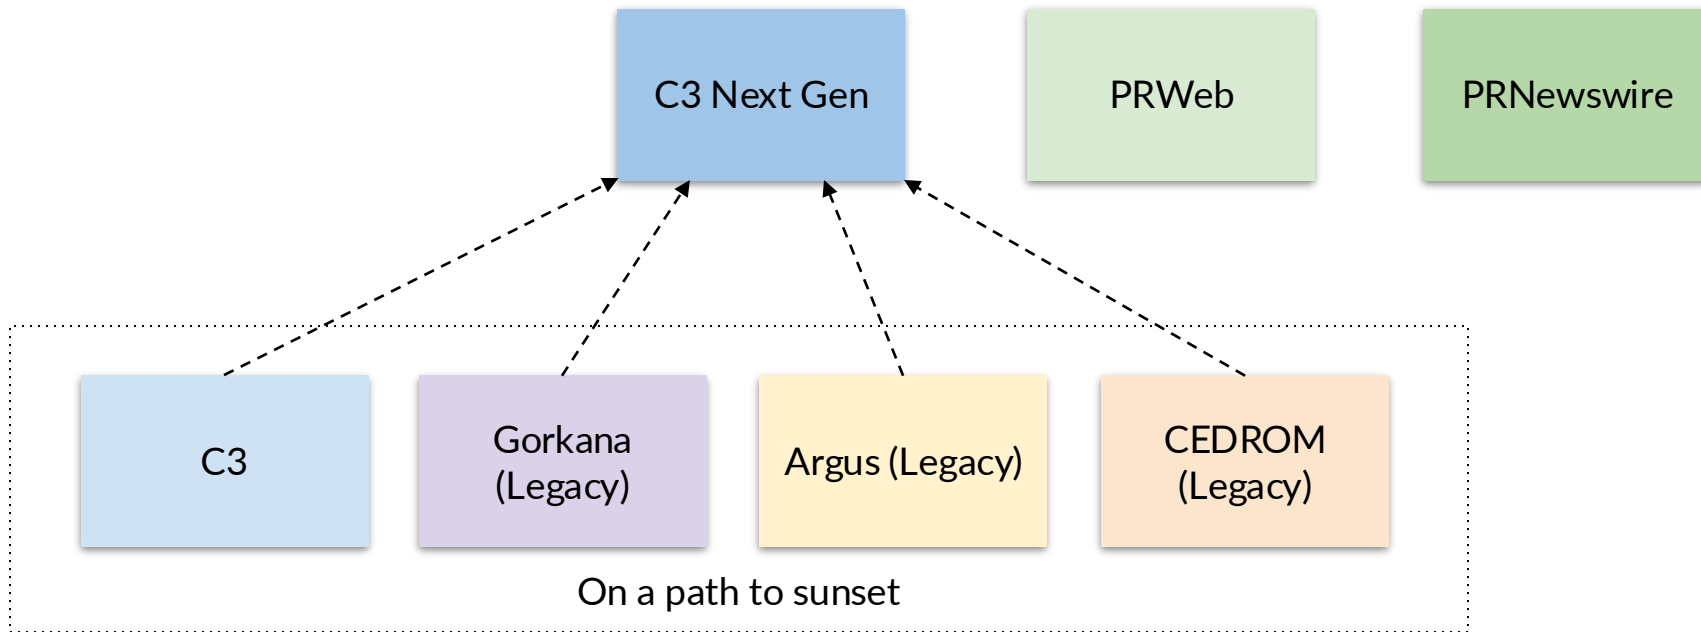 C3 Next Gen
PRWeb
PRNewswire
C3
Gorkana
(Legacy)
Argus (Legacy)
CEDROM
(Legacy)
On a path to sunset